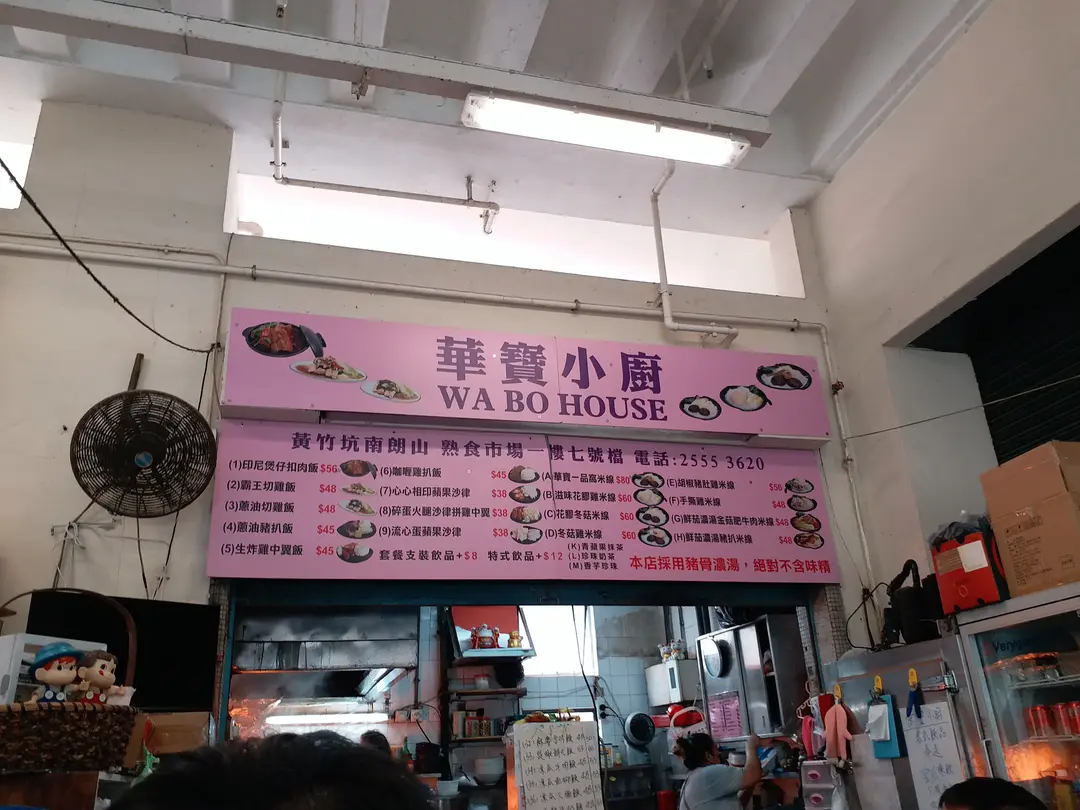 華寶小廚
WA BO HOUSE
黃竹坑南朗山 熟食市場一樓七號檔 電話:2555 3620
(1)印尼煲仔扣肉飯 $56
(2)霸王切雞飯 $48
(3)蔥油切雞飯 $48
(4)蔥油豬扒飯 $45
(5)生炸雞中翼飯 $45
(6)咖喱雞扒飯 $45
(7)心心相印蘋果沙律 $38
(8)碎蛋火腿沙律拼雞中翼 $38
(9)流心蛋蘋果沙律 $38
套餐支裝飲品+$8 特式飲品+$12
(A)華寶一品窩米線 $80
(B)滋味花膠雞米線 $60
(C)花膠冬菇米線 $60
(D)冬菇雞米線 $60
(K)青蘋果抹茶
(L)珍珠奶茶
(M)香芋珍珠
(E)胡椒豬肚雞米線 $56
(F)手撕雞米線 $48
(G)鮮茄濃湯金菇肥牛肉米線 $48
(H)鮮茄濃湯豬扒米線 $48
本店採用豬骨濃湯，絕對不含味精
Very
小廚